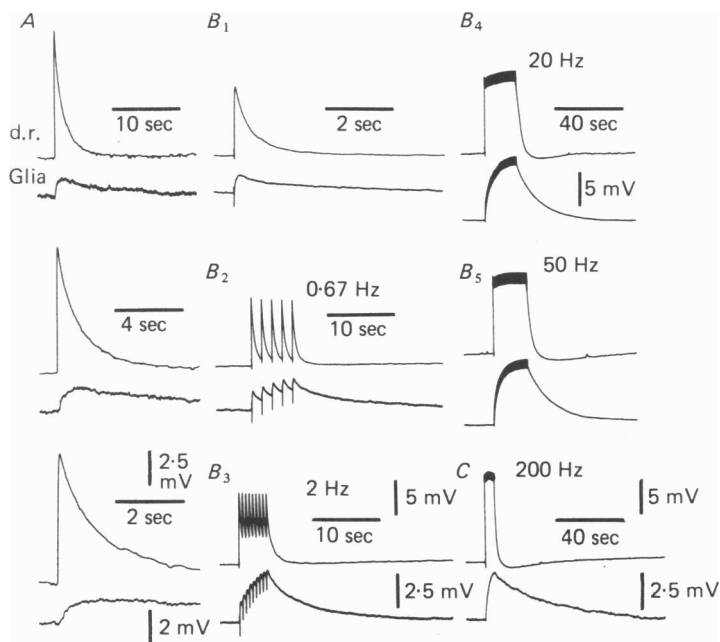 A
B1
B4
20 Hz
10 sec
2 sec
40 sec
d.r.
Glia
5 mV
B2
B5
0·67 Hz
50 Hz
4 sec
10 sec
2·5 mV
B3
C
2 Hz
5 mV
200 Hz
5 mV
2 sec
10 sec
40 sec
2·5 mV
2·5 mV
2 mV